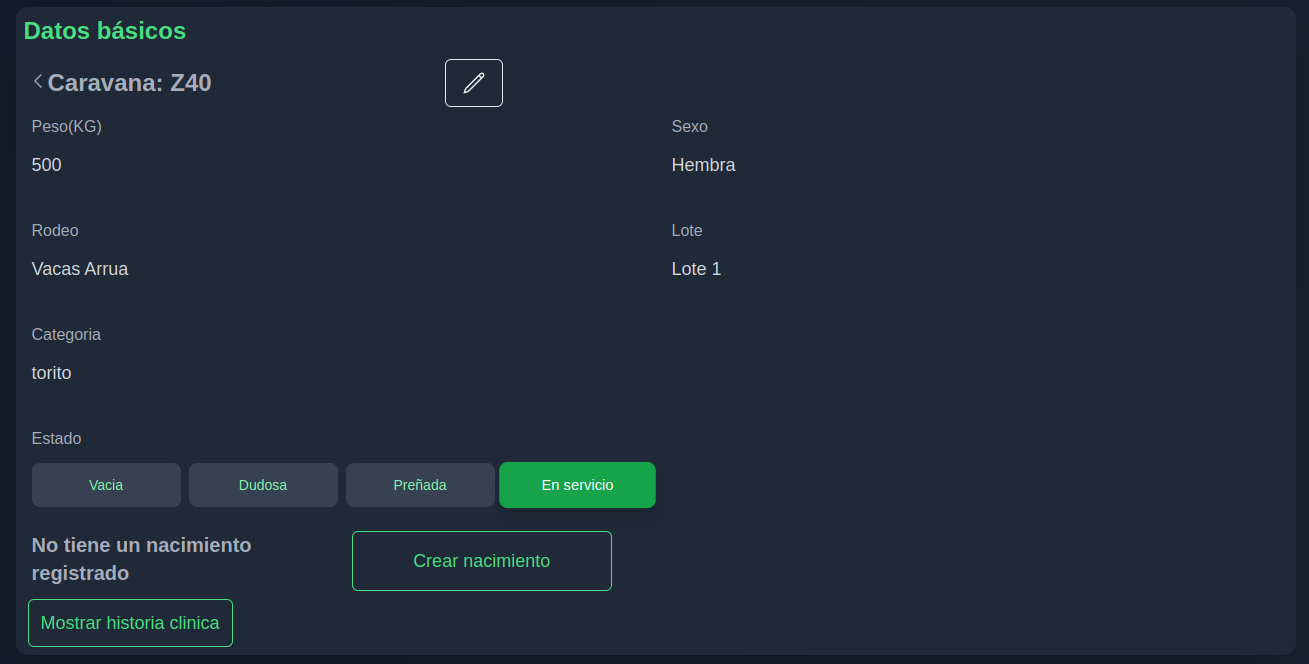 Datos básicos
Caravana: Z40
Peso(KG)
500
Sexo
Hembra
Rodeo
Vacas Arrua
Lote
Lote 1
Categoria
torito
Estado
Vacia
Dudosa
Preñada
En servicio
No tiene un nacimiento
registrado
Crear nacimiento
Mostrar historia clinica